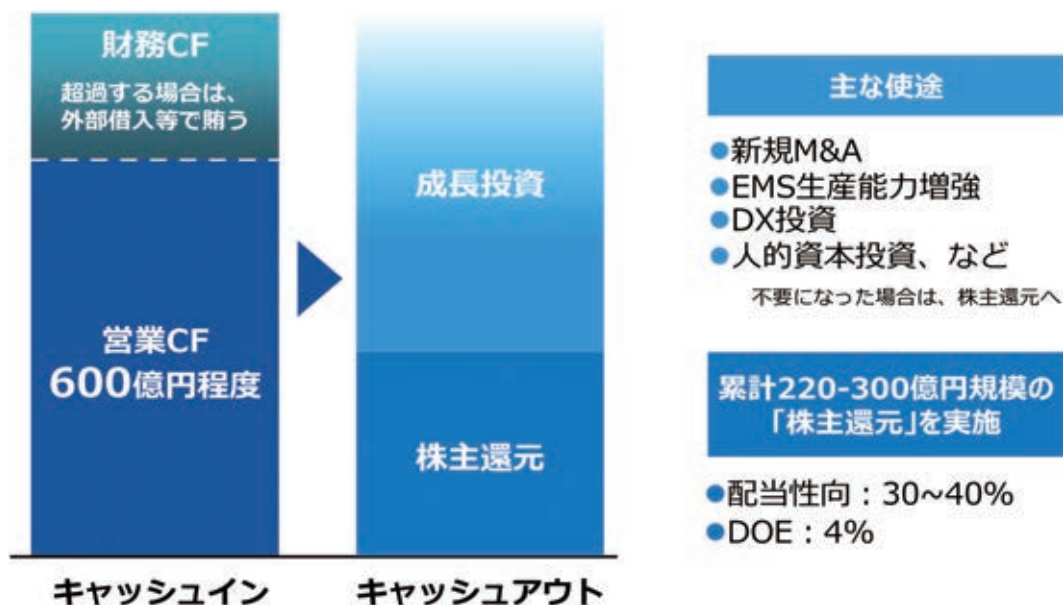 財務CF
超過する場合は、
外部借入等で賄う
営業CF
600億円程度
キャッシュイン
成長投資
株主還元
キャッシュアウト
主な使途
●新規M&A
●EMS生産能力増強
●DX投資
●人的資本投資、など
不要になった場合は、株主還元へ
累計220-300億円規模の
「株主還元」を実施
●配当性向：30~40%
●DOE：4%